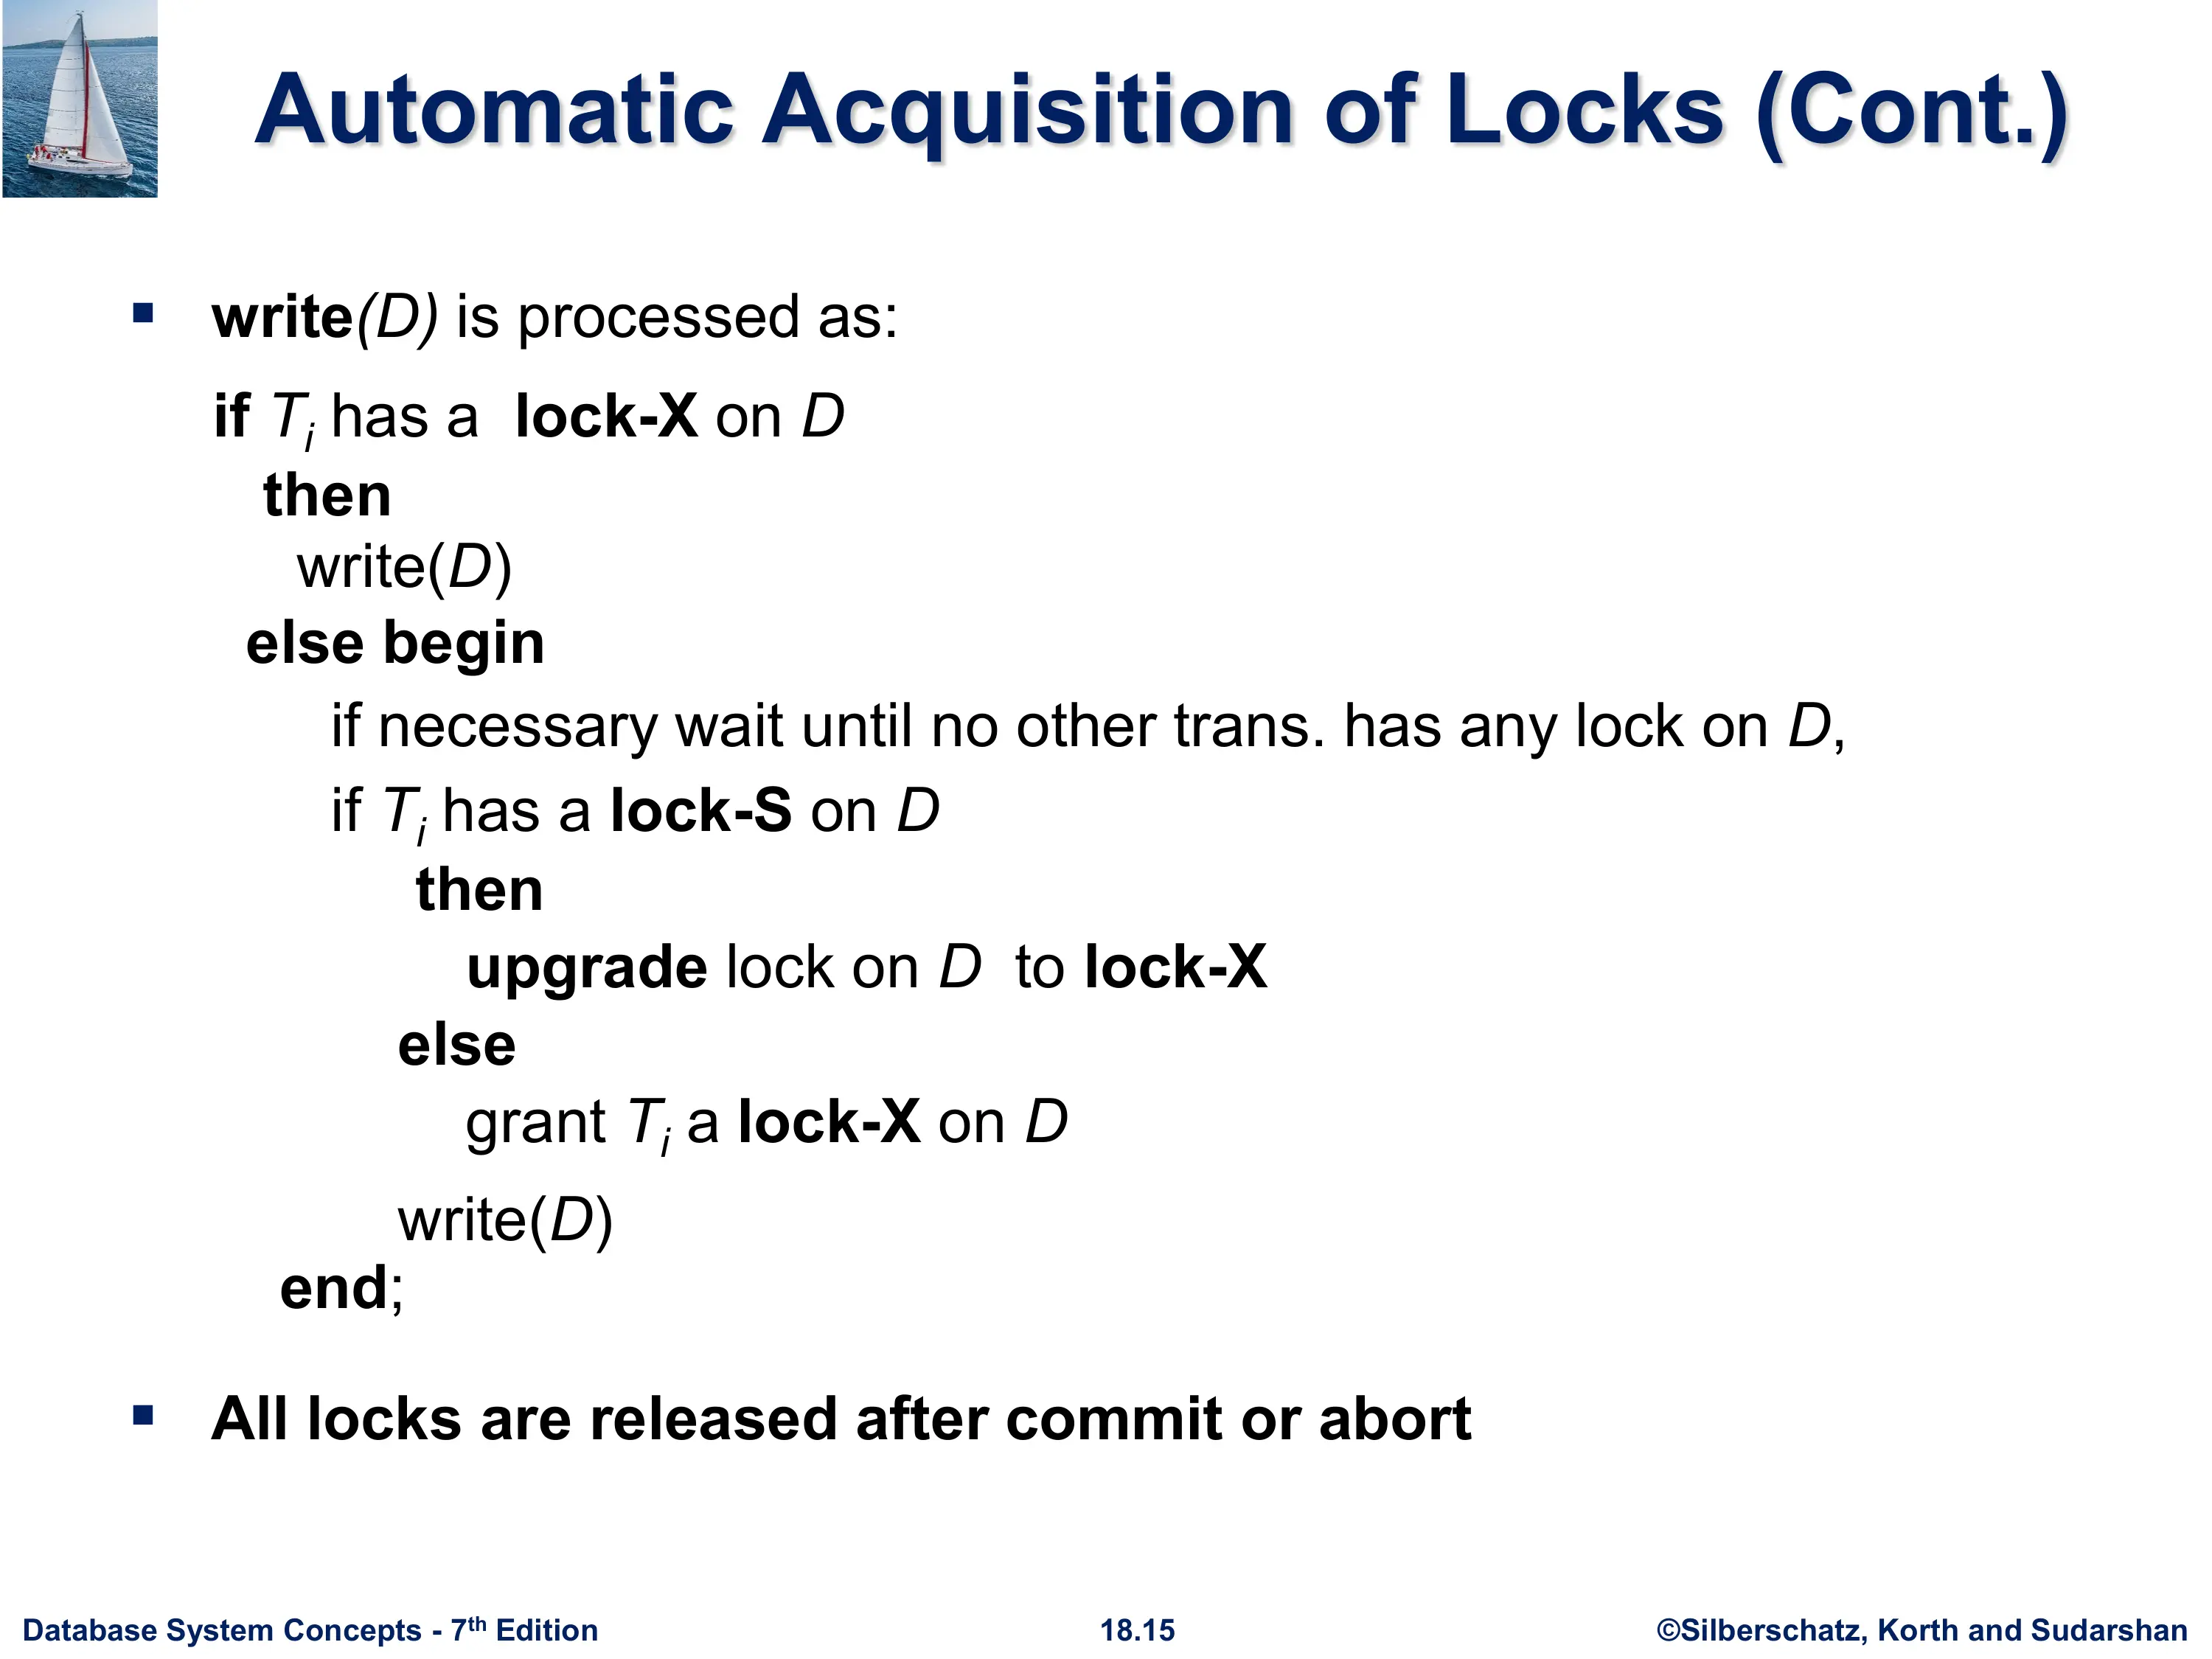 Automatic Acquisition of Locks (Cont.)
▪ write(D) is processed as:
if Ti has a lock-X on D
then
write(D)
else begin
if necessary wait until no other trans. has any lock on D,
if Ti has a lock-S on D
then
upgrade lock on D to lock-X
else
grant Ti a lock-X on D
write(D)
end;
▪ All locks are released after commit or abort
Database System Concepts - 7th Edition
18.15
©Silberschatz, Korth and Sudarshan